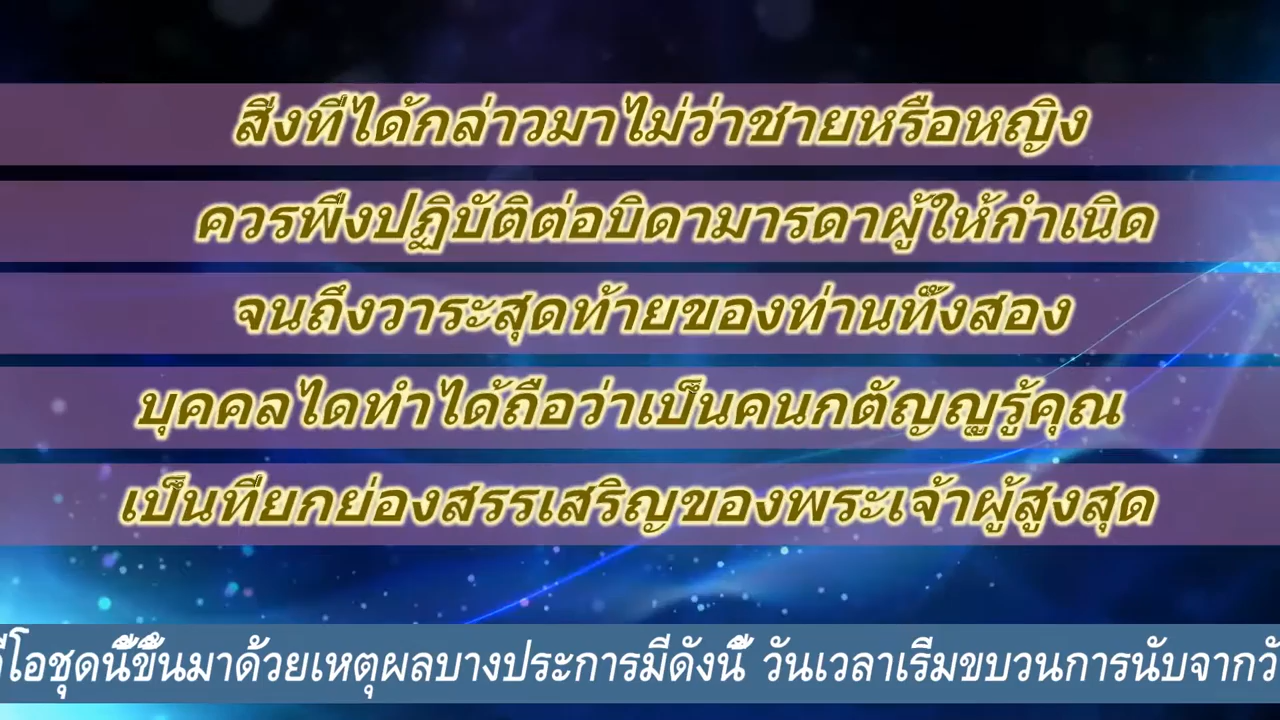 สิ่งที่ได้กล่าวมาไม่ว่าชายหรือหญิง
ควรพึงปฏิบัติต่อบิดามารดาผู้ให้กำเนิด
จนถึงวาระสุดท้ายของท่านทั้งสอง
บุคคลไดทำได้ถือว่าเป็นคนกตัญญูรู้คุณ
เป็นที่ยกย่องสรรเสริญของพระเจ้าผู้สูงสุด
ดีโอชุดนี้ขึ้นมาด้วยเหตุผลบางประการมีดังนี้ วันเวลาเริ่มขบวนการนับจากวั